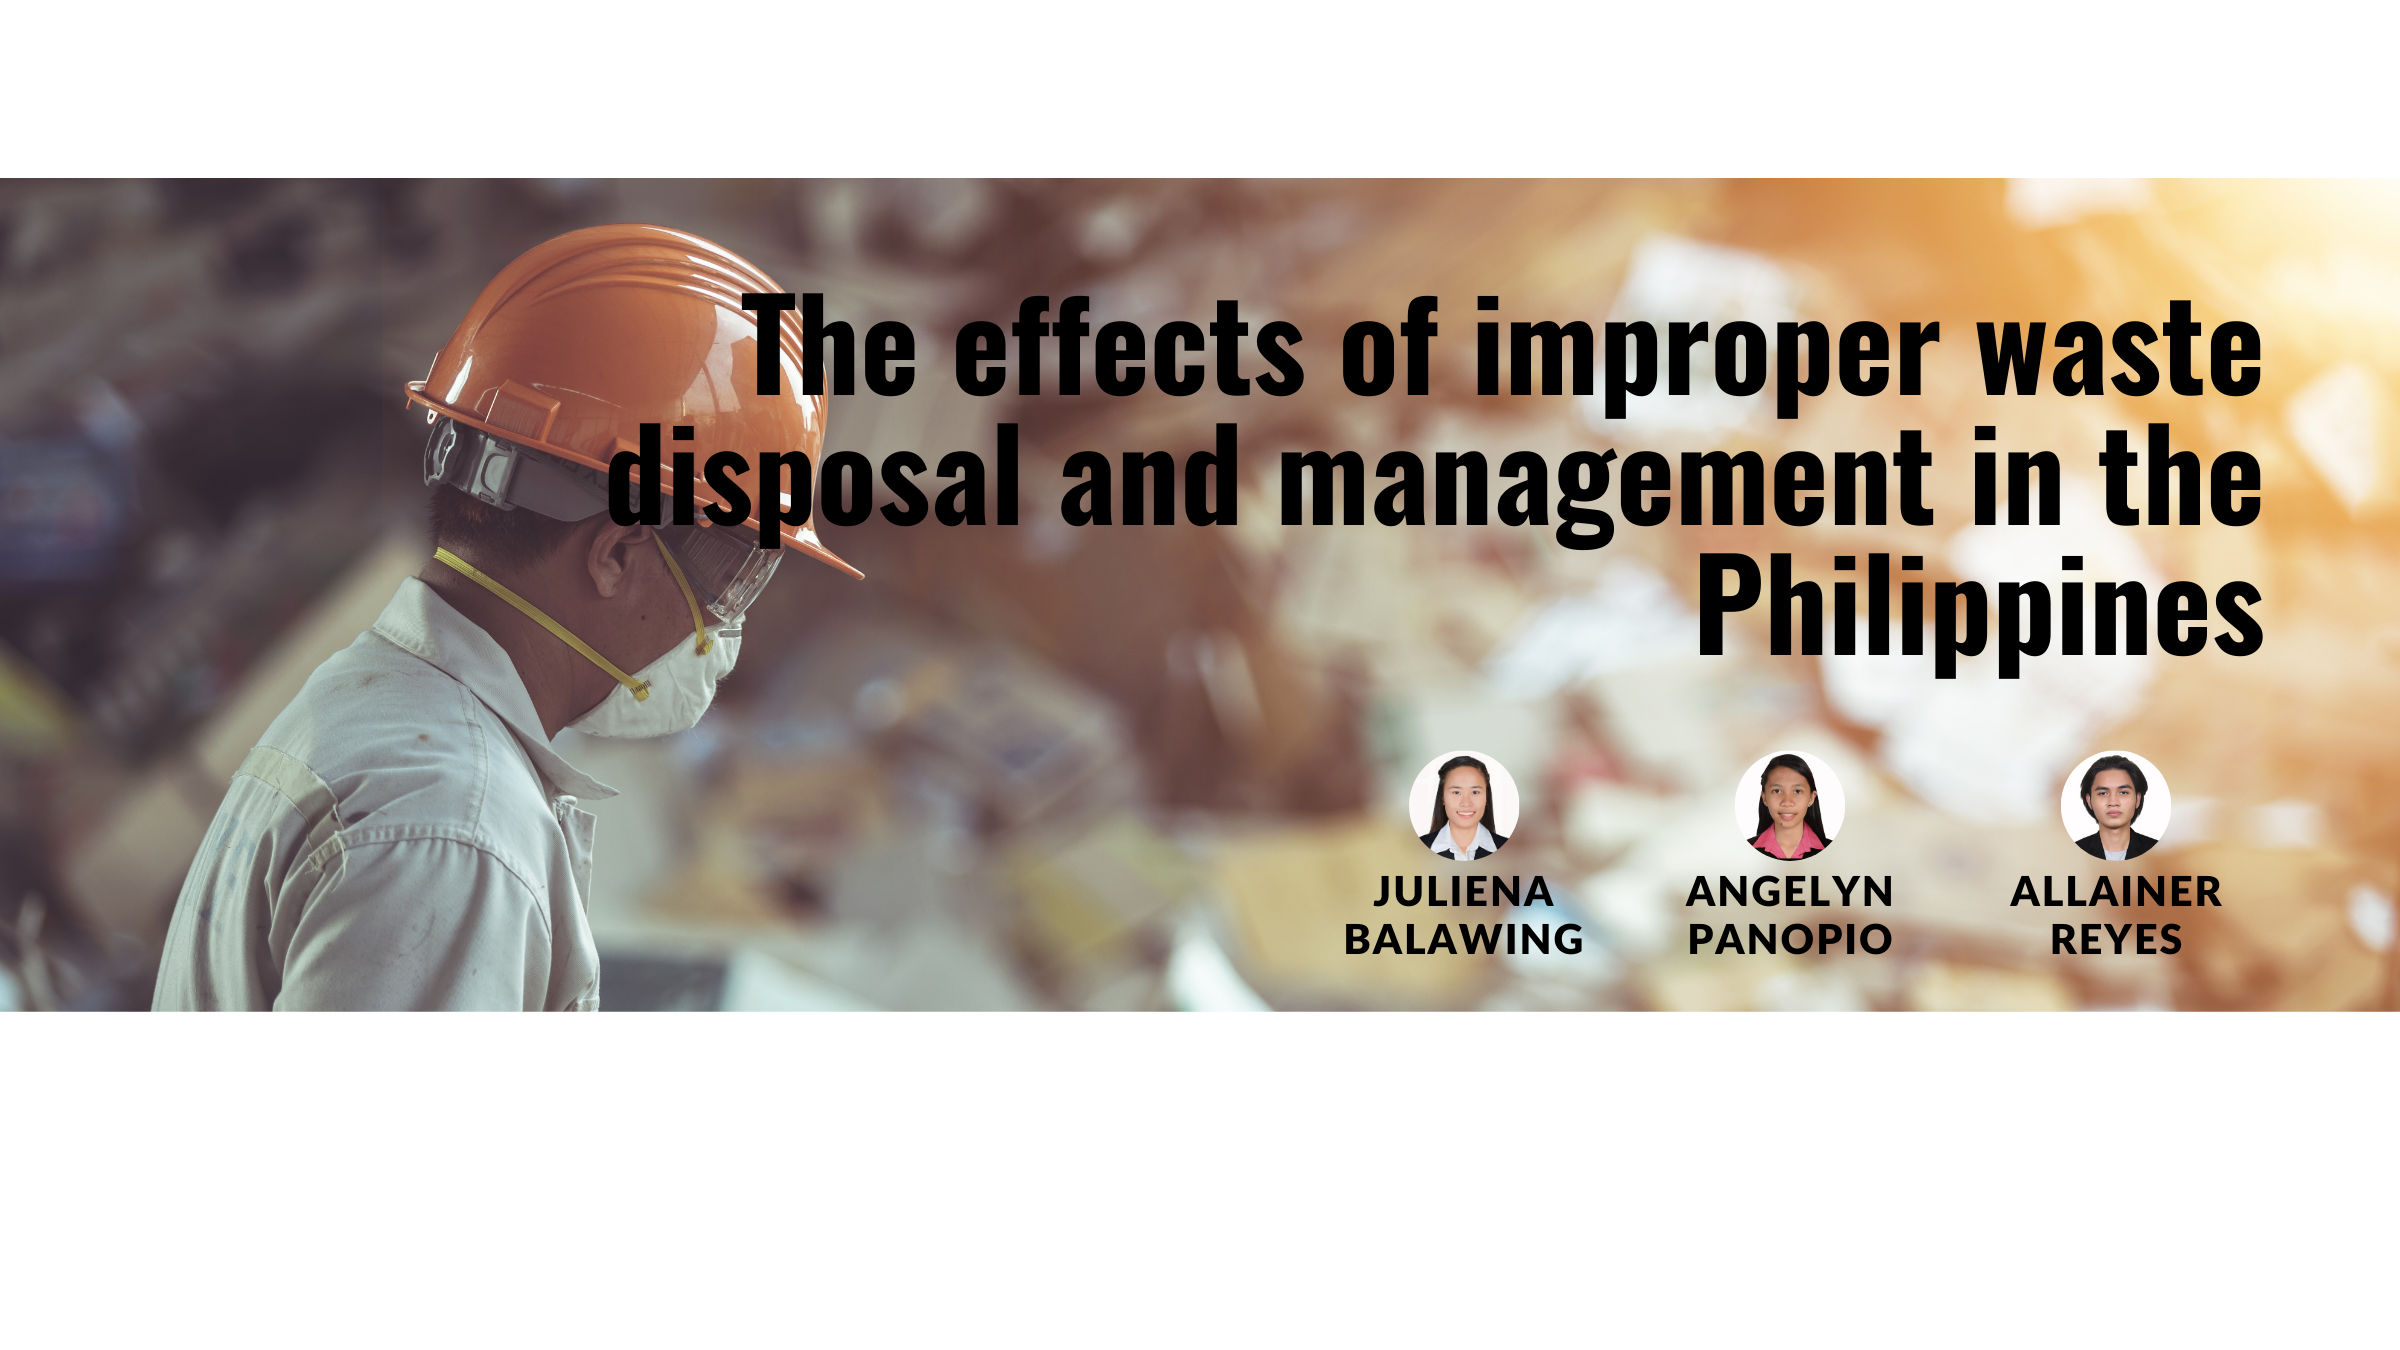 The effects of improper waste
disposal and management in the
Philippines
JULIENA
BALAWING
ANGELYN
PANOPIO
ALLAINER
REYES